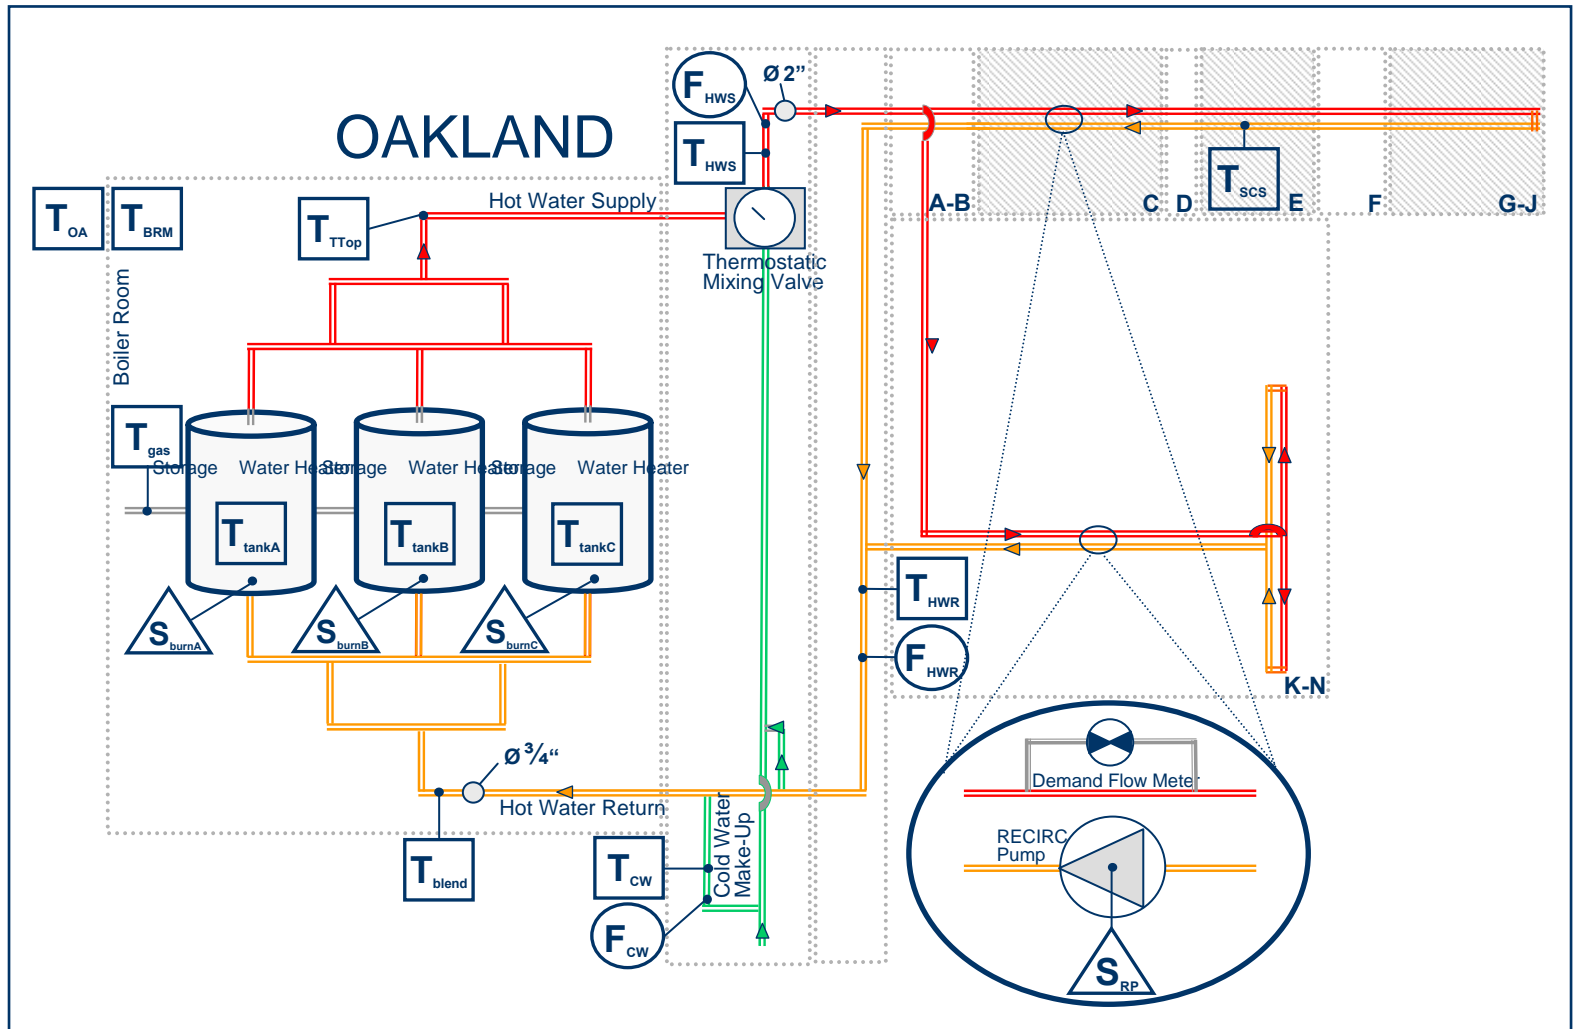 OAKLAND
F HWS
Ø 2”
T HWS
T OA
T BRM
T TTop
Hot Water Supply
Thermostatic
Mixing Valve
A-B
C
D
T SCS
E
F
G-J
Boiler Room
T gas
Storage Water Heater
Storage Water Heater
Storage Water Heater
T tankA
T tankB
T tankC
S burnA
S burnB
S burnC
T HWR
F HWR
K-N
Ø ¾“
Hot Water Return
T blend
T CW
F CW
Cold Water
Make-Up
Demand Flow Meter
RECIRC
Pump
S RP